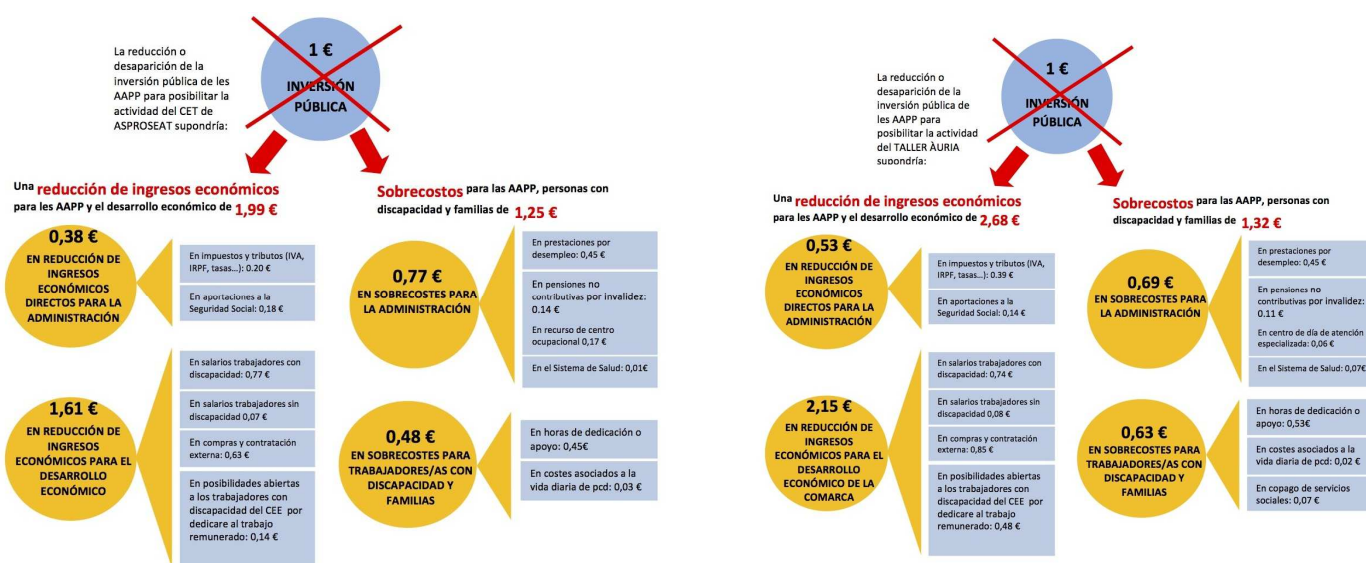 La reducción o
desaparición de la
inversión pública de les
AAPP para posibilitar la
actividad del CET de
ASPROSEAT supondría:
1 €
INVERSIÓN
PÚBLICA
Una reducción de ingresos económicos
para les AAPP y el desarrollo económico de 1,99 €
Sobrecostos para las AAPP, personas con
discapacidad y familias de 1,25 €
0,38 €
EN REDUCCIÓN DE
INGRESOS
ECONÓMICOS
DIRECTOS PARA LA
ADMINISTRACIÓN
En impuestos y tributos (IVA,
IRPF, tasas...): 0.20 €
En aportaciones a la
Seguridad Social: 0,18 €
0,77 €
EN SOBRECOSTES PARA
LA ADMINISTRACIÓN
En prestaciones por
desempleo: 0,45 €
En pensiones no
contributivas por invalidez:
0.14 €
En recurso de centro
ocupacional 0,17 €
En el Sistema de Salud: 0,01€
1,61 €
EN REDUCCIÓN DE
INGRESOS
ECONÓMICOS PARA EL
DESARROLLO
ECONÓMICO
En salarios trabajadores con
discapacidad: 0,77 €
En salarios trabajadores sin
discapacidad 0,07 €
En compras y contratación
externa: 0,63 €
En posibilidades abiertas
a los trabajadores con
discapacidad del CEE por
dedicare al trabajo
remunerado: 0,14 €
0,48 €
EN SOBRECOSTES PARA
TRABAJADORES/AS CON
DISCAPACIDAD Y
FAMILIAS
En horas de dedicación o
apoyo: 0,45€
En costes asociados a la
vida diaria de pcd: 0,03 €
La reducción o
desaparición de la
inversión pública de
les AAPP para
posibilitar la actividad
del TALLER ÀURIA
supondría:
1 €
INVERSIÓN
PÚBLICA
Una reducción de ingresos económicos
para les AAPP y el desarrollo económico de 2,68 €
Sobrecostos para las AAPP, personas con
discapacidad y familias de 1,32 €
0,53 €
EN REDUCCIÓN DE
INGRESOS
ECONÓMICOS
DIRECTOS PARA LA
ADMINISTRACIÓN
En impuestos y tributos (IVA,
IRPF, tasas...): 0.39 €
En aportaciones a la
Seguridad Social: 0,14 €
0,69 €
EN SOBRECOSTES PARA
LA ADMINISTRACIÓN
En prestaciones por
desempleo: 0,45 €
En pensiones no
contributivas por invalidez:
0.11 €
En centro de día de atención
especializada: 0,06 €
En el Sistema de Salud: 0,07€
2,15 €
EN REDUCCIÓN DE
INGRESOS
ECONÓMICOS PARA EL
DESARROLLO
ECONÓMICO DE LA
COMARCA
En salarios trabajadores con
discapacidad: 0,74 €
En salarios trabajadores sin
discapacidad 0,08 €
En compras y contratación
externa: 0,85 €
En posibilidades abiertas
a los trabajadores con
discapacidad del CEE por
dedicare al trabajo
remunerado: 0,48 €
0,63 €
EN SOBRECOSTES PARA
TRABAJADORES/AS CON
DISCAPACIDAD Y
FAMILIAS
En horas de dedicación o
apoyo: 0,53€
En costes asociados a la
vida diaria de pcd: 0,02 €
En copago de servicios
sociales: 0,07 €